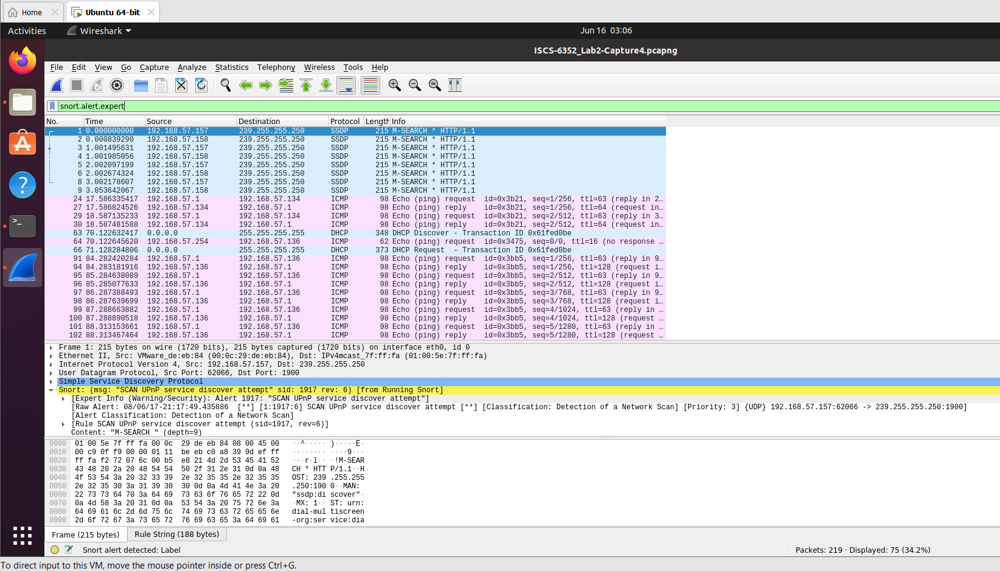 Home
Ubuntu 64-bit
Activities
Wireshark
Jun 16 03:06
ISCS-6352_Lab2-Capture4.pcapng
File Edit View Go Capture Analyze Statistics Telephony Wireless Tools Help
snort.alert.expert
No. Time Source Destination Protocol Length Info
1 0.000000000 192.168.57.157 239.255.255.250 SSDP 215 M-SEARCH * HTTP/1.1
2 0.000839290 192.168.57.158 239.255.255.250 SSDP 215 M-SEARCH * HTTP/1.1
3 1.001495631 192.168.57.157 239.255.255.250 SSDP 215 M-SEARCH * HTTP/1.1
4 1.001985056 192.168.57.158 239.255.255.250 SSDP 215 M-SEARCH * HTTP/1.1
5 2.002097199 192.168.57.157 239.255.255.250 SSDP 215 M-SEARCH * HTTP/1.1
6 2.002674324 192.168.57.158 239.255.255.250 SSDP 215 M-SEARCH * HTTP/1.1
8 3.002178607 192.168.57.157 239.255.255.250 SSDP 215 M-SEARCH * HTTP/1.1
9 3.053642067 192.168.57.158 239.255.255.250 SSDP 215 M-SEARCH * HTTP/1.1
24 17.586335417 192.168.57.1 192.168.57.134 ICMP 98 Echo (ping) request id=0x3b21, seq=1/256, ttl=63 (reply in 2…
27 17.586824526 192.168.57.134 192.168.57.1 ICMP 98 Echo (ping) reply id=0x3b21, seq=1/256, ttl=64 (request in…
29 18.587135233 192.168.57.1 192.168.57.134 ICMP 98 Echo (ping) request id=0x3b21, seq=2/512, ttl=63 (reply in 3…
30 18.587481588 192.168.57.134 192.168.57.1 ICMP 98 Echo (ping) reply id=0x3b21, seq=2/512, ttl=64 (request in…
63 70.122632417 0.0.0.0 255.255.255.255 DHCP 348 DHCP Discover - Transaction ID 0x61fed0be
64 70.122645620 192.168.57.254 192.168.57.136 ICMP 62 Echo (ping) request id=0x3475, seq=0/0, ttl=16 (no response …
66 71.128284806 0.0.0.0 255.255.255.255 DHCP 373 DHCP Request - Transaction ID 0x61fed0be
91 84.282420284 192.168.57.1 192.168.57.136 ICMP 98 Echo (ping) request id=0x3bb5, seq=1/256, ttl=63 (reply in 9…
94 84.283181916 192.168.57.136 192.168.57.1 ICMP 98 Echo (ping) reply id=0x3bb5, seq=1/256, ttl=128 (request i…
95 85.284638089 192.168.57.1 192.168.57.136 ICMP 98 Echo (ping) request id=0x3bb5, seq=2/512, ttl=63 (reply in 9…
96 85.285077633 192.168.57.136 192.168.57.1 ICMP 98 Echo (ping) reply id=0x3bb5, seq=2/512, ttl=128 (request i…
97 86.287388493 192.168.57.1 192.168.57.136 ICMP 98 Echo (ping) request id=0x3bb5, seq=3/768, ttl=63 (reply in 9…
98 86.287639699 192.168.57.136 192.168.57.1 ICMP 98 Echo (ping) reply id=0x3bb5, seq=3/768, ttl=128 (request i…
99 87.288663882 192.168.57.1 192.168.57.136 ICMP 98 Echo (ping) request id=0x3bb5, seq=4/1024, ttl=63 (reply in …
100 87.288890518 192.168.57.136 192.168.57.1 ICMP 98 Echo (ping) reply id=0x3bb5, seq=4/1024, ttl=128 (request …
101 88.313153661 192.168.57.1 192.168.57.136 ICMP 98 Echo (ping) request id=0x3bb5, seq=5/1280, ttl=63 (reply in …
102 88.313467464 192.168.57.136 192.168.57.1 ICMP 98 Echo (ping) reply id=0x3bb5, seq=5/1280, ttl=128 (request …
Frame 1: 215 bytes on wire (1720 bits), 215 bytes captured (1720 bits) on interface eth0, id 0
Ethernet II, Src: VMware_de:eb:84 (00:0c:29:de:eb:84), Dst: IPv4mcast_7f:ff:fa (01:00:5e:7f:ff:fa)
Internet Protocol Version 4, Src: 192.168.57.157, Dst: 239.255.255.250
User Datagram Protocol, Src Port: 62066, Dst Port: 1900
Simple Service Discovery Protocol
Snort: (msg: "SCAN UPnP service discover attempt" sid: 1917 rev: 6) [from Running Snort]
[Expert Info (Warning/Security): Alert 1917: "SCAN UPnP service discover attempt"]
[Raw Alert: 08/06/17-21:17:49.435886 [**] [1:1917:6] SCAN UPnP service discover attempt [**] [Classification: Detection of a Network Scan] [Priority: 3] {UDP} 192.168.57.157:62066 -> 239.255.255.250:1900]
[Alert Classification: Detection of a Network Scan]
[Rule SCAN UPnP service discover attempt (sid=1917, rev=6)]
Content: "M-SEARCH " (depth=9)
0000 01 00 5e 7f ff fa 00 0c 29 de eb 84 08 00 45 00 ··^····· )·····E·
0010 00 c9 0f f9 00 00 01 11 be eb c0 a8 39 9d ef ff ········ ····9···
0020 ff fa f2 72 07 6c 00 b5 e8 21 4d 2d 53 45 41 52 ···r·l·· ·!M-SEAR
0030 43 48 20 2a 20 48 54 54 50 2f 31 2e 31 0d 0a 48 CH * HTT P/1.1··H
0040 4f 53 54 3a 20 32 33 39 2e 32 35 35 2e 32 35 35 OST: 239 .255.255
0050 2e 32 35 30 3a 31 39 30 30 0d 0a 4d 41 4e 3a 20 .250:190 0··MAN:
0060 22 73 73 64 70 3a 64 69 73 63 6f 76 65 72 22 0d "ssdp:di scover"·
0070 0a 4d 58 3a 20 31 0d 0a 53 54 3a 20 75 72 6e 3a ·MX: 1·· ST: urn:
0080 64 69 61 6c 2d 6d 75 6c 74 69 73 63 72 65 65 6e dial-mul tiscreen
0090 2d 6f 72 67 3a 73 65 72 76 69 63 65 3a 64 69 61 -org:ser vice:dia
Frame (215 bytes) Rule String (188 bytes)
Snort alert detected: Label
Packets: 219 · Displayed: 75 (34.2%)
To direct input to this VM, move the mouse pointer inside or press Ctrl+G.